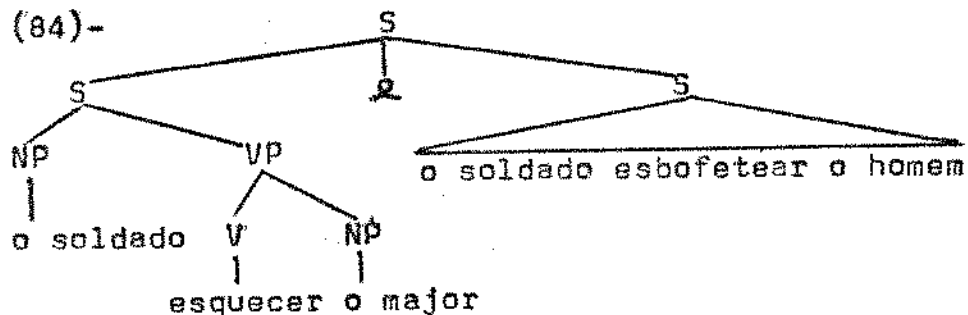 (84)-
S
S & S
NP VP
o soldado esbofetear o homem
o soldado V NP
esquecer o major